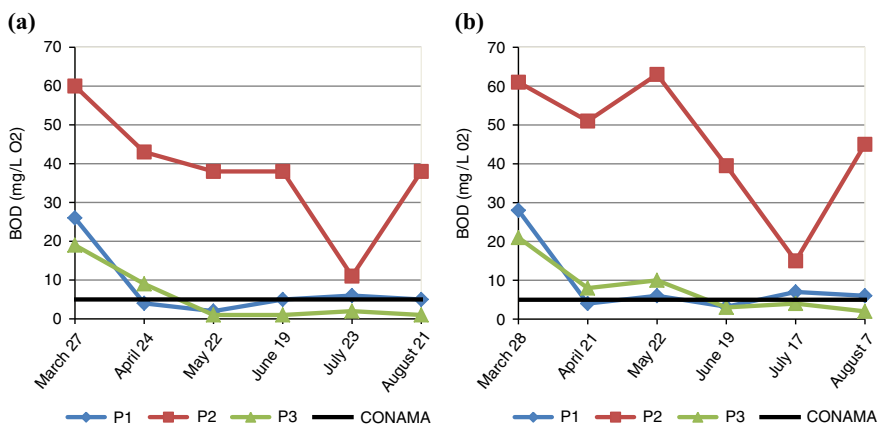 (a)
BOD (mg/L O2)
70
60
50
40
30
20
10
0
March 27
April 24
May 22
June 19
July 23
August 21
P1
P2
P3
CONAMA
(b)
BOD (mg/L 02)
70
60
50
40
30
20
10
0
March 28
April 21
May 22
June 19
July 17
August 7
P1
P2
P3
CONAMA